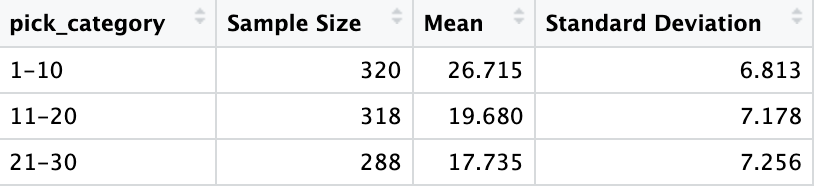 pick_category Sample Size Mean Standard Deviation
1-10 320 26.715 6.813
11-20 318 19.680 7.178
21-30 288 17.735 7.256